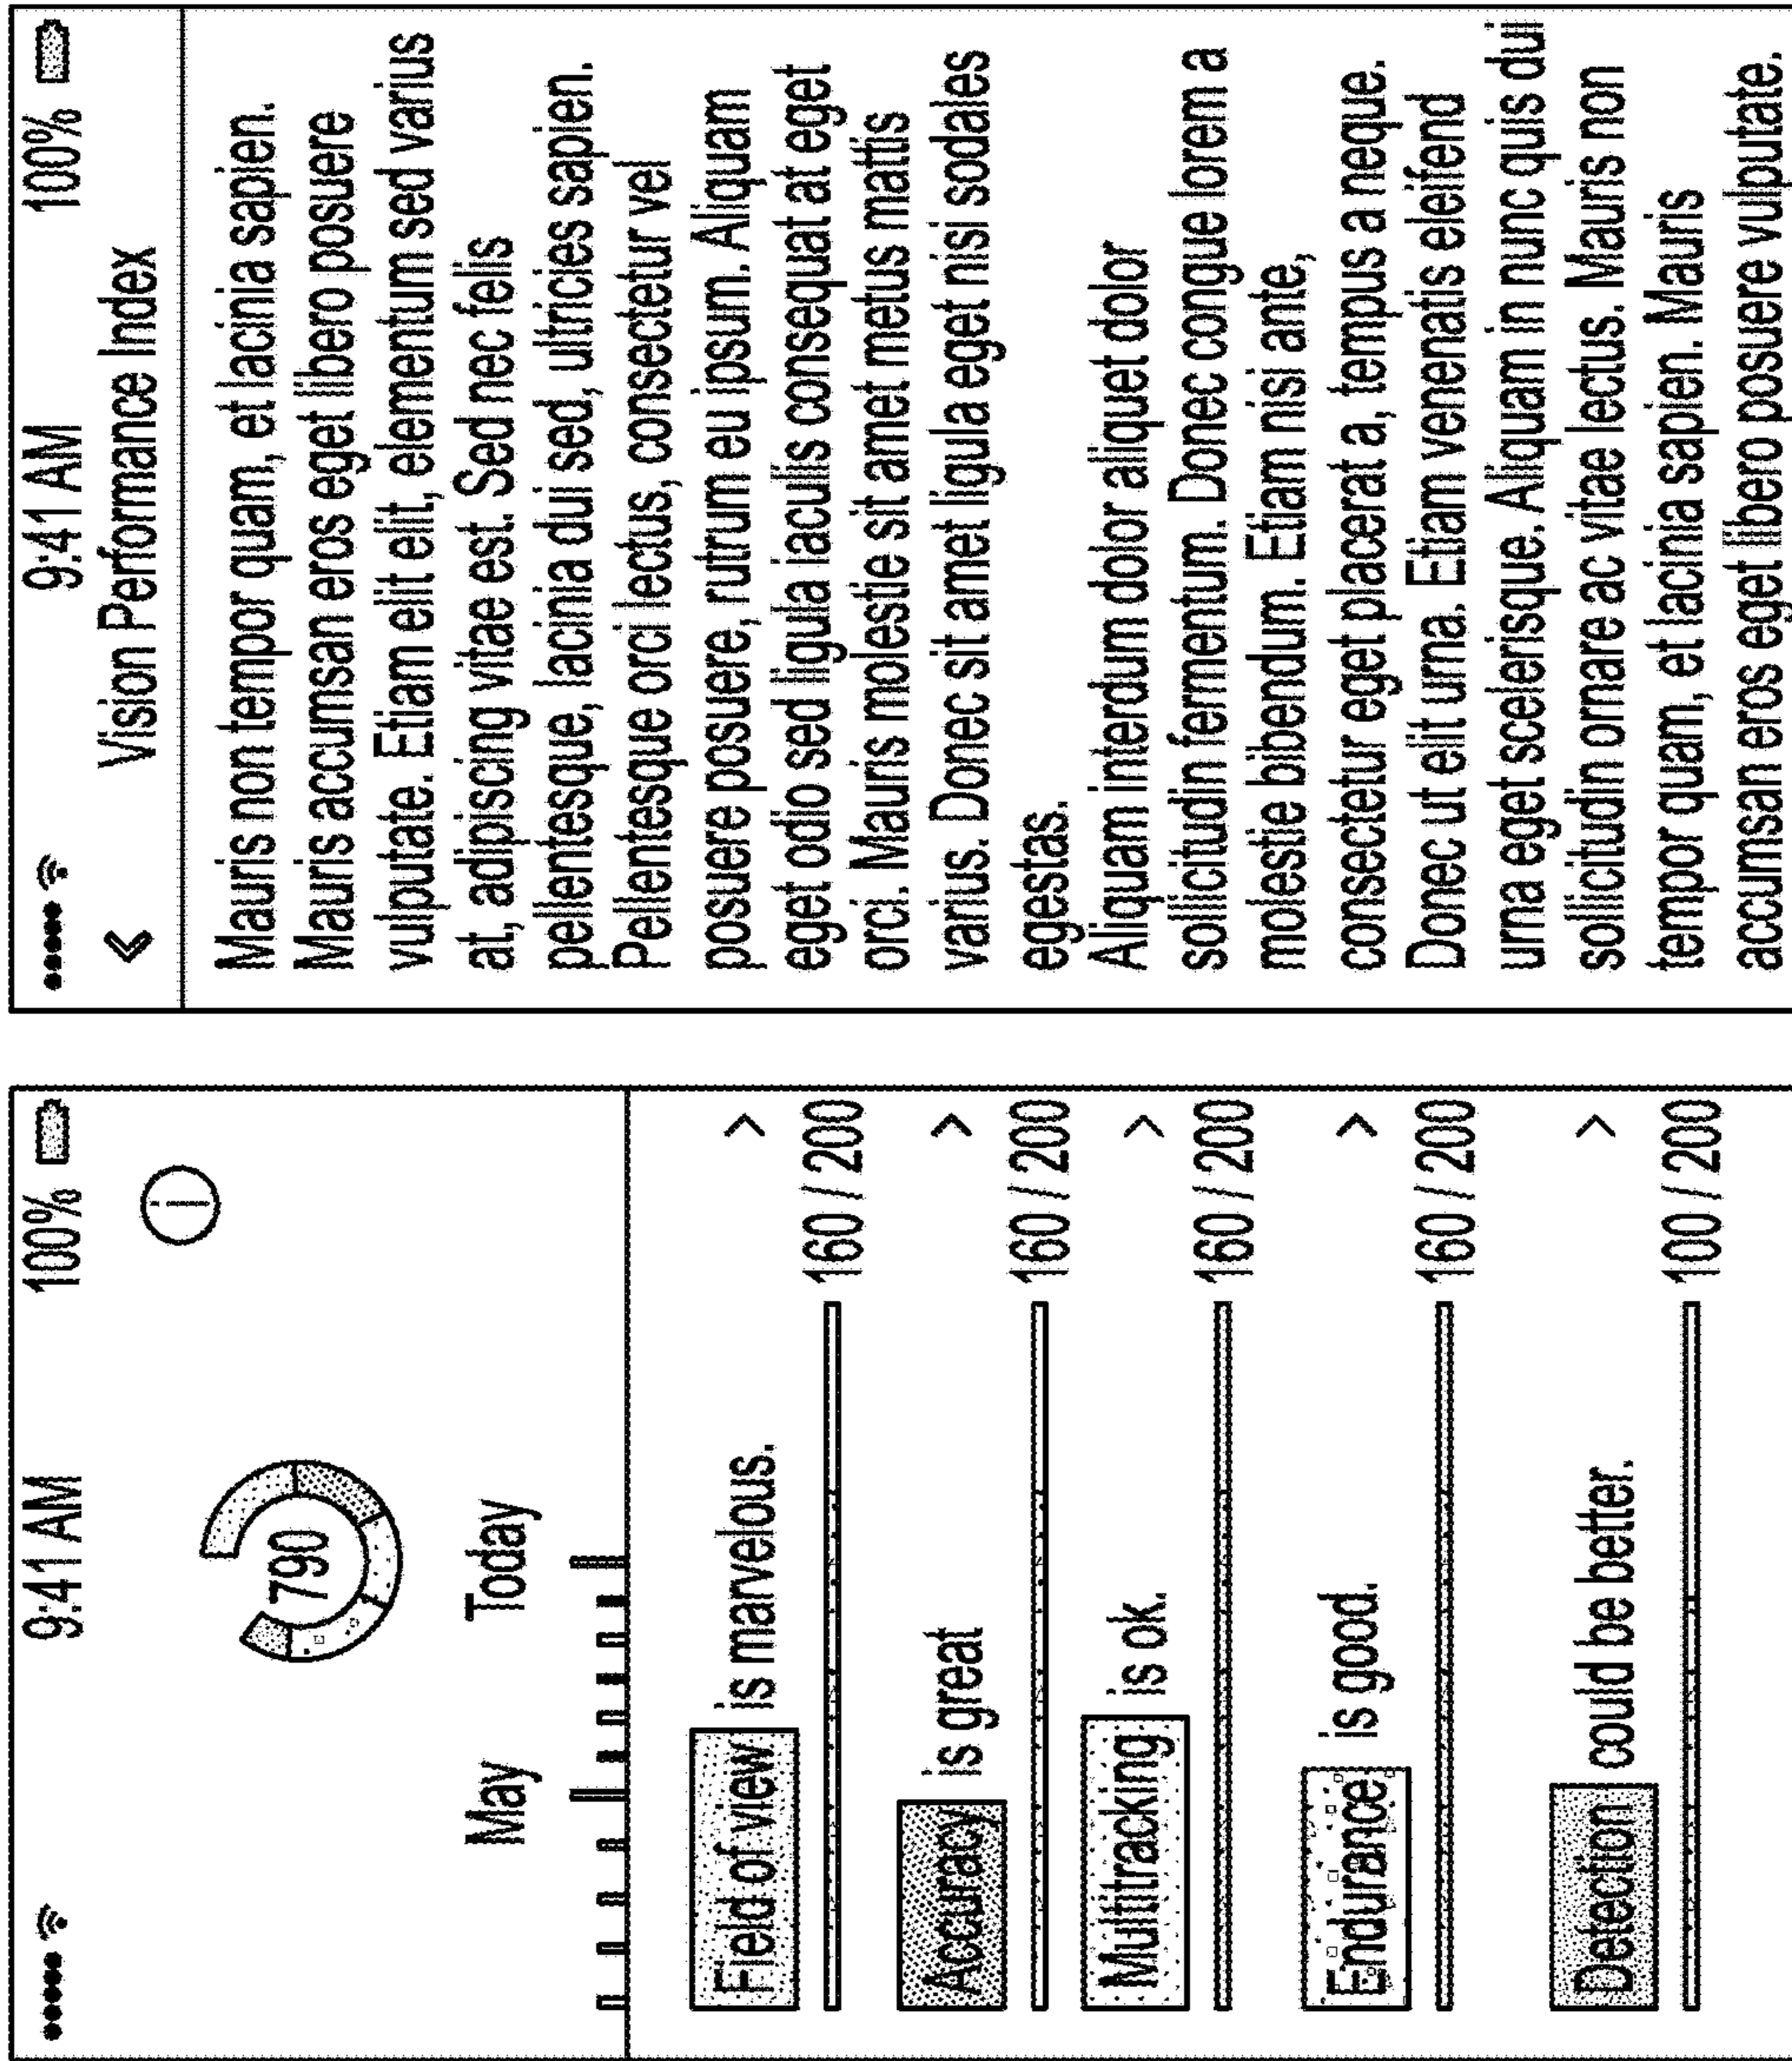 9:41 AM 100%
790
May Today
Field of view is marvelous. >
160 / 200
Accuracy is great >
160 / 200
Multitracking is ok. >
160 / 200
Endurance is good. >
160 / 200
Detection could be better. >
100 / 200
9:41 AM 100%
Vision Performance Index
Mauris non tempor quam, et lacinia sapien.
Mauris accumsan eros eget libero posuere
vulputate. Etiam elit elit, elementum sed varius
at, adipiscing vitae est. Sed nec felis
pellentesque, lacinia dui sed, ultricies sapien.
Pellentesque orci lectus, consectetur vel
posuere posuere, rutrum eu ipsum. Aliquam
eget odio sed ligula iaculis consequat at eget
orci. Mauris molestie sit amet metus mattis
varius. Donec sit amet ligula eget nisi sodales
egestas.
Aliquam interdum dolor aliquet dolor
sollicitudin fermentum. Donec congue lorem a
molestie bibendum. Etiam nisi ante,
consectetur eget placerat a, tempus a neque.
Donec ut elit urna. Etiam venenatis eleifend
urna eget scelerisque. Aliquam in nunc quis dui
sollicitudin ornare ac vitae lectus. Mauris non
tempor quam, et lacinia sapien. Mauris
accumsan eros eget libero posuere vulputate.